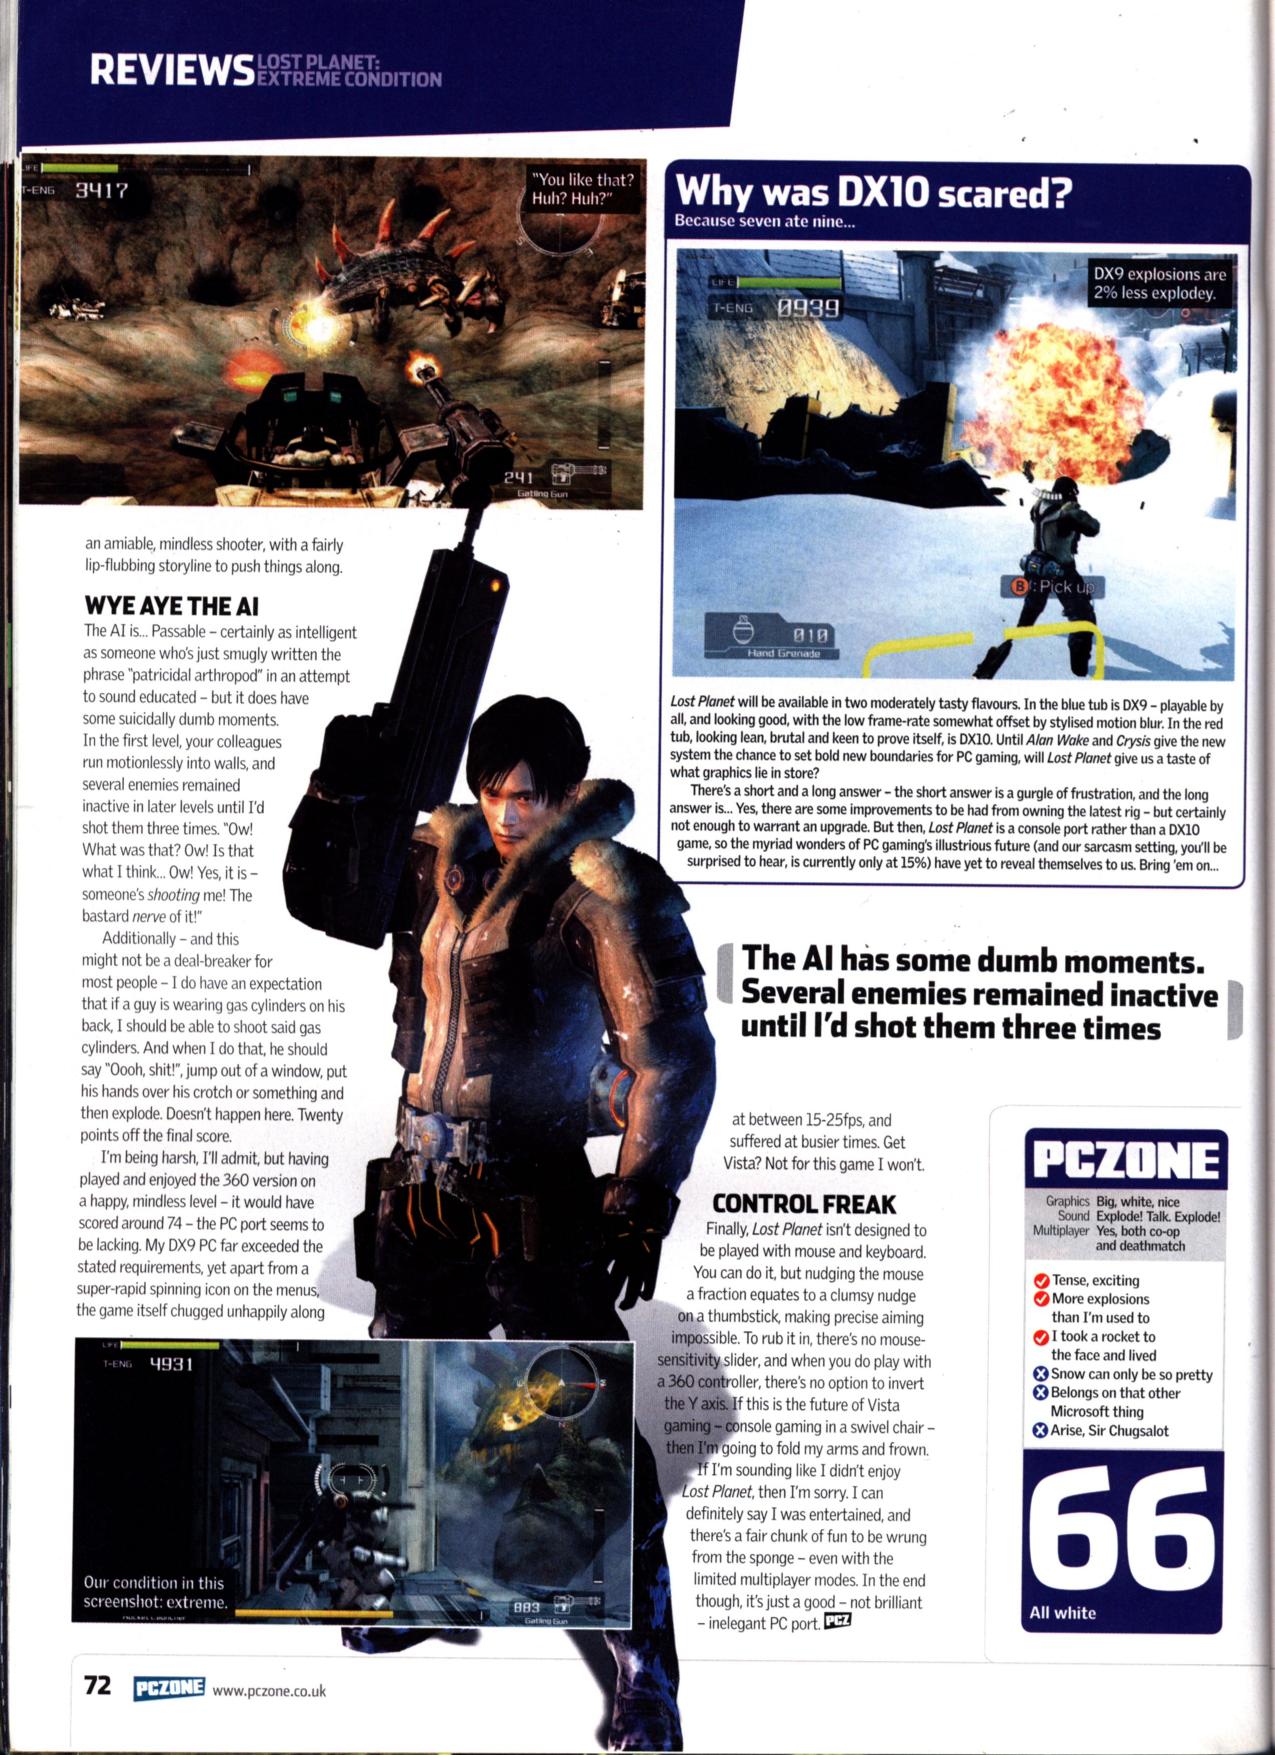 REVIEWS LOST PLANET:
EXTREME CONDITION
LIFE
T-ENG 3417
"You like that?
Huh? Huh?"
241
Gatling Gun
an amiable, mindless shooter, with a fairly
lip-flubbing storyline to push things along.
WYE AYE THE AI
The AI is... Passable – certainly as intelligent
as someone who's just smugly written the
phrase "patricidal arthropod" in an attempt
to sound educated – but it does have
some suicidally dumb moments.
In the first level, your colleagues
run motionlessly into walls, and
several enemies remained
inactive in later levels until I'd
shot them three times. "Ow!
What was that? Ow! Is that
what I think... Ow! Yes, it is –
someone's shooting me! The
bastard nerve of it!"
Additionally – and this
might not be a deal-breaker for
most people – I do have an expectation
that if a guy is wearing gas cylinders on his
back, I should be able to shoot said gas
cylinders. And when I do that, he should
say "Oooh, shit!", jump out of a window, put
his hands over his crotch or something and
then explode. Doesn't happen here. Twenty
points off the final score.
I'm being harsh, I'll admit, but having
played and enjoyed the 360 version on
a happy, mindless level – it would have
scored around 74 – the PC port seems to
be lacking. My DX9 PC far exceeded the
stated requirements, yet apart from a
super-rapid spinning icon on the menus,
the game itself chugged unhappily along
LIFE
T-ENG 4931
N
Our condition in this
screenshot: extreme.
883
Gatling Gun
Why was DX10 scared?
Because seven ate nine...
LIFE
T-ENG 0939
DX9 explosions are
2% less explodey.
B : Pick up
010
Hand Grenade
Lost Planet will be available in two moderately tasty flavours. In the blue tub is DX9 – playable by
all, and looking good, with the low frame-rate somewhat offset by stylised motion blur. In the red
tub, looking lean, brutal and keen to prove itself, is DX10. Until Alan Wake and Crysis give the new
system the chance to set bold new boundaries for PC gaming, will Lost Planet give us a taste of
what graphics lie in store?
There's a short and a long answer – the short answer is a gurgle of frustration, and the long
answer is... Yes, there are some improvements to be had from owning the latest rig – but certainly
not enough to warrant an upgrade. But then, Lost Planet is a console port rather than a DX10
game, so the myriad wonders of PC gaming's illustrious future (and our sarcasm setting, you'll be
surprised to hear, is currently only at 15%) have yet to reveal themselves to us. Bring 'em on...
The AI has some dumb moments.
Several enemies remained inactive
until I'd shot them three times
at between 15-25fps, and
suffered at busier times. Get
Vista? Not for this game I won't.
CONTROL FREAK
Finally, Lost Planet isn't designed to
be played with mouse and keyboard.
You can do it, but nudging the mouse
a fraction equates to a clumsy nudge
on a thumbstick, making precise aiming
impossible. To rub it in, there's no mouse-
sensitivity slider, and when you do play with
a 360 controller, there's no option to invert
the Y axis. If this is the future of Vista
gaming – console gaming in a swivel chair –
then I'm going to fold my arms and frown.
If I'm sounding like I didn't enjoy
Lost Planet, then I'm sorry. I can
definitely say I was entertained, and
there's a fair chunk of fun to be wrung
from the sponge – even with the
limited multiplayer modes. In the end
though, it's just a good – not brilliant
– inelegant PC port. PCZ
PCZONE
Graphics Big, white, nice
Sound Explode! Talk. Explode!
Multiplayer Yes, both co-op
and deathmatch
Tense, exciting
More explosions
than I'm used to
I took a rocket to
the face and lived
Snow can only be so pretty
Belongs on that other
Microsoft thing
Arise, Sir Chugsalot
66
All white
72 PCZONE www.pczone.co.uk